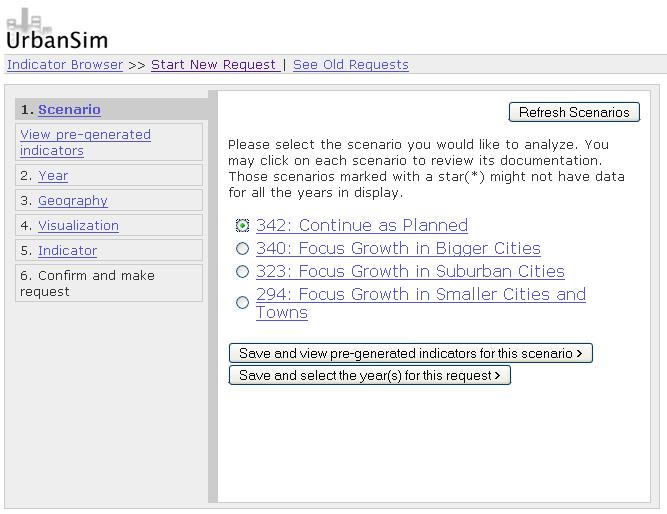 UrbanSim
Indicator Browser >> Start New Request | See Old Requests
1. Scenario
View pre-generated
indicators
2. Year
3. Geography
4. Visualization
5. Indicator
6. Confirm and make
request
Refresh Scenarios
Please select the scenario you would like to analyze. You
may click on each scenario to review its documentation.
Those scenarios marked with a star(*) might not have data
for all the years in display.
342: Continue as Planned
340: Focus Growth in Bigger Cities
323: Focus Growth in Suburban Cities
294: Focus Growth in Smaller Cities and
Towns
Save and view pre-generated indicators for this scenario >
Save and select the year(s) for this request >